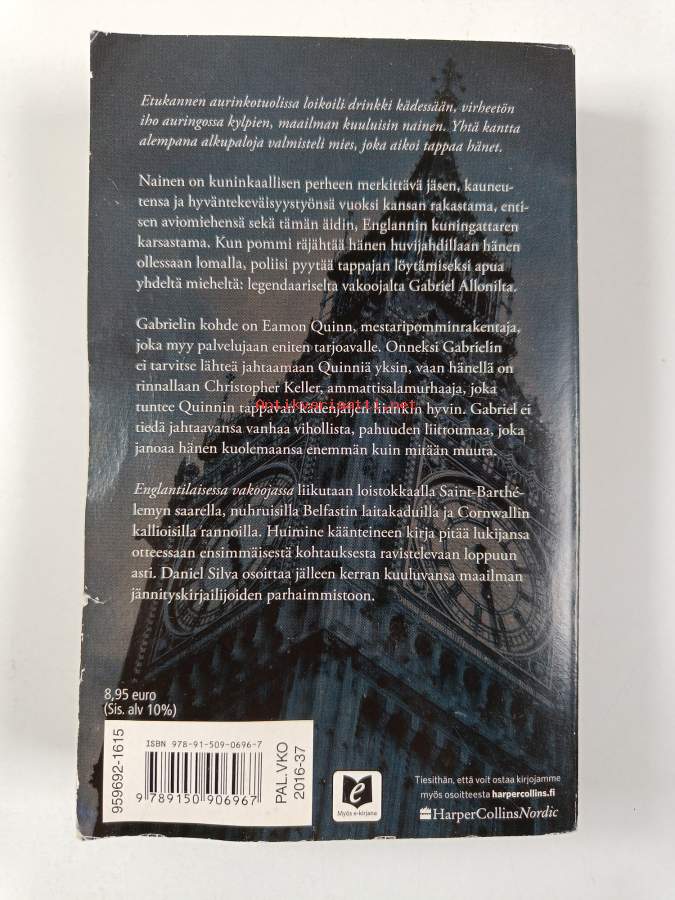 Etukannen aurinkotuolissa loikoili drinkki kädessään, virheetön
iho auringossa kylpien, maailman kuuluisin nainen. Yhtä kantta
alempana alkupaloja valmisteli mies, joka aikoi tappaa hänet.
Nainen on kuninkaallisen perheen merkittävä jäsen, kauneu-
tensa ja hyväntekeväisyystyönsä vuoksi kansan rakastama, enti-
sen aviomiehensä sekä tämän äidin, Englannin kuningattaren
karsastama. Kun pommi räjähtää hänen huvijahdillaan hänen
ollessaan lomalla, poliisi pyytää tappajan löytämiseksi apua
yhdeltä mieheltä: legendaariselta vakoojalta Gabriel Allonilta.
Gabrielin kohde on Eamon Quinn, mestaripomminrakentaja,
joka myy palvelujaan eniten tarjoavalle. Onneksi Gabrielin
ei tarvitse lähteä jahtaamaan Quinniä yksin, vaan hänellä on
rinnallaan Christopher Keller, ammattisalamurhaaja, joka
antikvariaatti.net
tuntee Quinnin tappavan kädenjäljen liiankin hyvin. Gabriel ei
tiedä jahtaavansa vanhaa vihollista, pahuuden liittoumaa, joka
janoaa hänen kuolemaansa enemmän kuin mitään muuta.
Englantilaisessa vakoojassa liikutaan loistokkaalla Saint-Barthé-
lemyn saarella, nuhruisilla Belfastin laitakaduilla ja Cornwallin
kallioisilla rannoilla. Huimine käänteineen kirja pitää lukijansa
otteessaan ensimmäisestä kohtauksesta ravistelevaan loppuun
asti. Daniel Silva osoittaa jälleen kerran kuuluvansa maailman
jännityskirjailijoiden parhaimmistoon.
8,95 euro
(Sis. alv 10%)
959692-1615
ISBN 978-91-509-0696-7
9 789150 906967
PAL.VKO
2016-37
e
Myös e-kirjana
Tiesithän, että voit ostaa kirjojamme
myös osoitteesta harpercollins.fi
HarperCollinsNordic